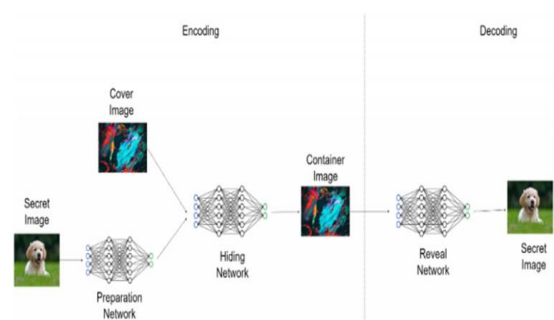 Encoding
Decoding
Cover
Image
Container
Image
Secret
Image
Hiding
Network
Reveal
Network
Secret
Image
Preparation
Network